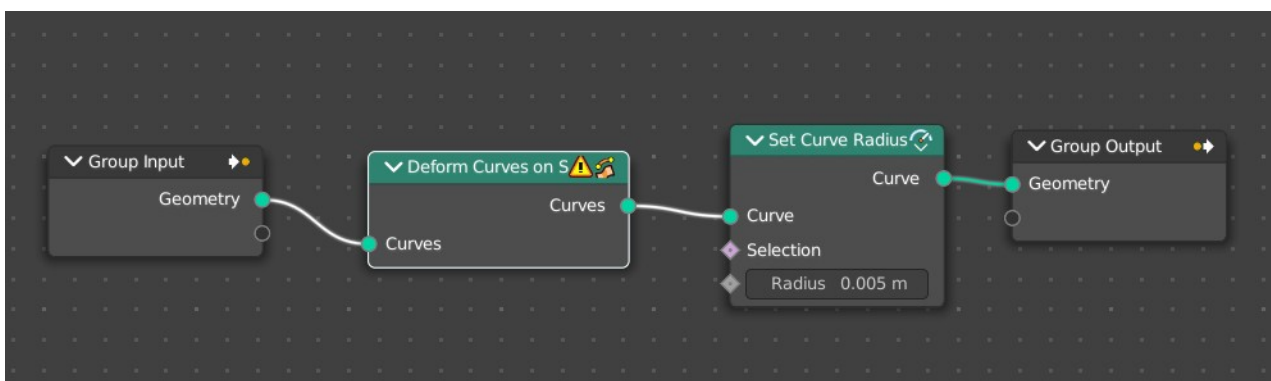 Group Input
Geometry
Deform Curves on S
Curves
Curves
Set Curve Radius
Curve
Curve
Selection
Radius 0.005 m
Group Output
Geometry